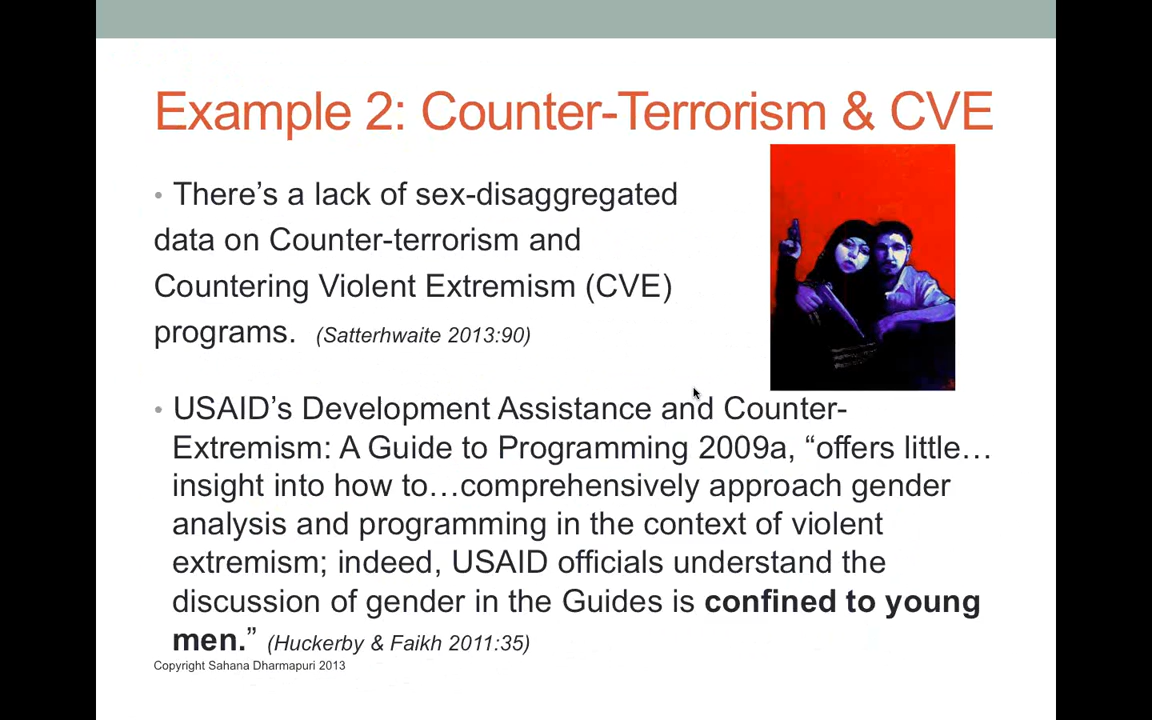 Example 2: Counter-Terrorism & CVE
• There’s a lack of sex-disaggregated
data on Counter-terrorism and
Countering Violent Extremism (CVE)
programs. (Satterhwaite 2013:90)
• USAID’s Development Assistance and Counter-
Extremism: A Guide to Programming 2009a, “offers little…
insight into how to…comprehensively approach gender
analysis and programming in the context of violent
extremism; indeed, USAID officials understand the
discussion of gender in the Guides is confined to young
men.” (Huckerby & Faikh 2011:35)
Copyright Sahana Dharmapuri 2013